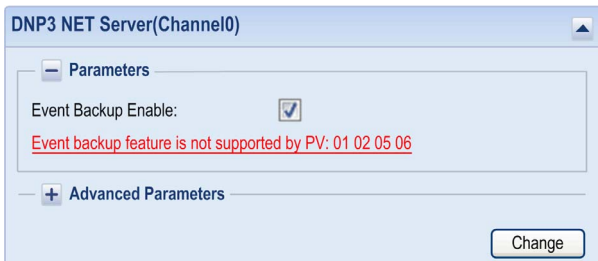 DNP3 NET Server(Channel0)
Parameters
Event Backup Enable:
Event backup feature is not supported by PV: 01 02 05 06
Advanced Parameters
Change